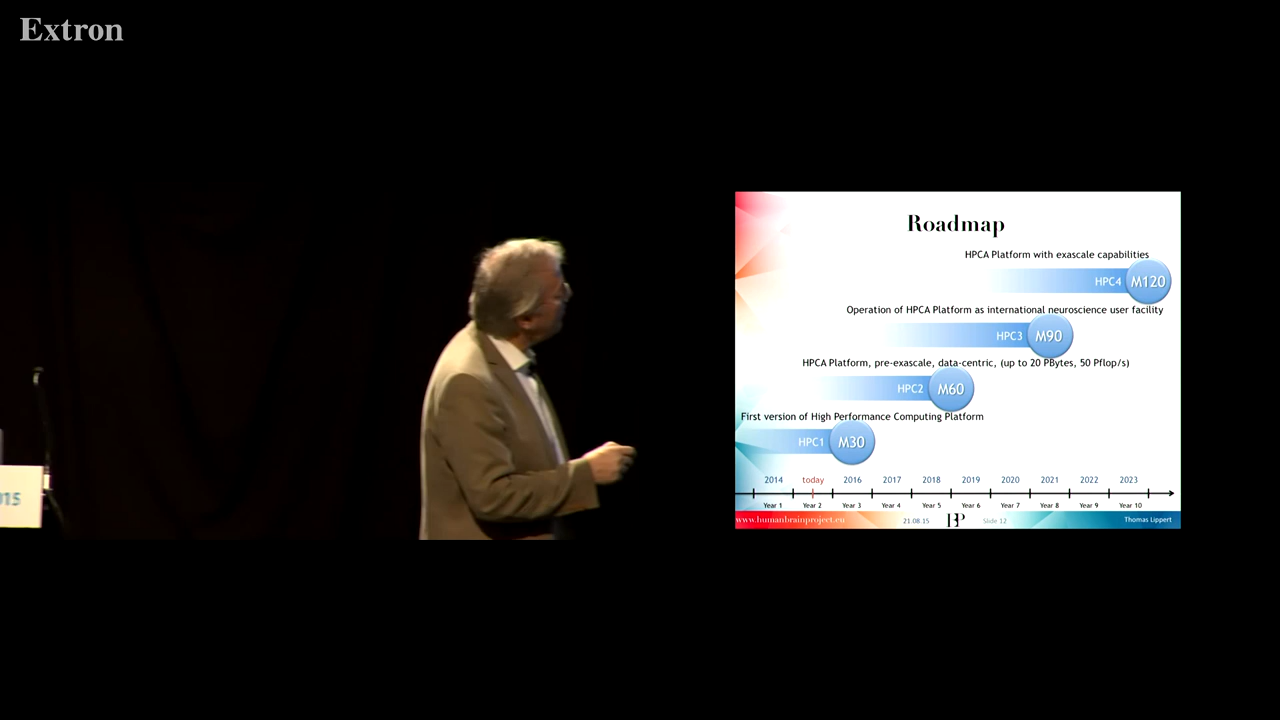 Extron
015
Roadmap
HPCA Platform with exascale capabilities
HPC4 M120
Operation of HPCA Platform as international neuroscience user facility
HPC3 M90
HPCA Platform, pre-exascale, data-centric, (up to 20 PBytes, 50 Pflop/s)
HPC2 M60
First version of High Performance Computing Platform
HPC1 M30
2014 today 2016 2017 2018 2019 2020 2021 2022 2023
Year 1 Year 2 Year 3 Year 4 Year 5 Year 6 Year 7 Year 8 Year 9 Year 10
www.humanbrainproject.eu 21.08.15 Slide 12 Thomas Lippert